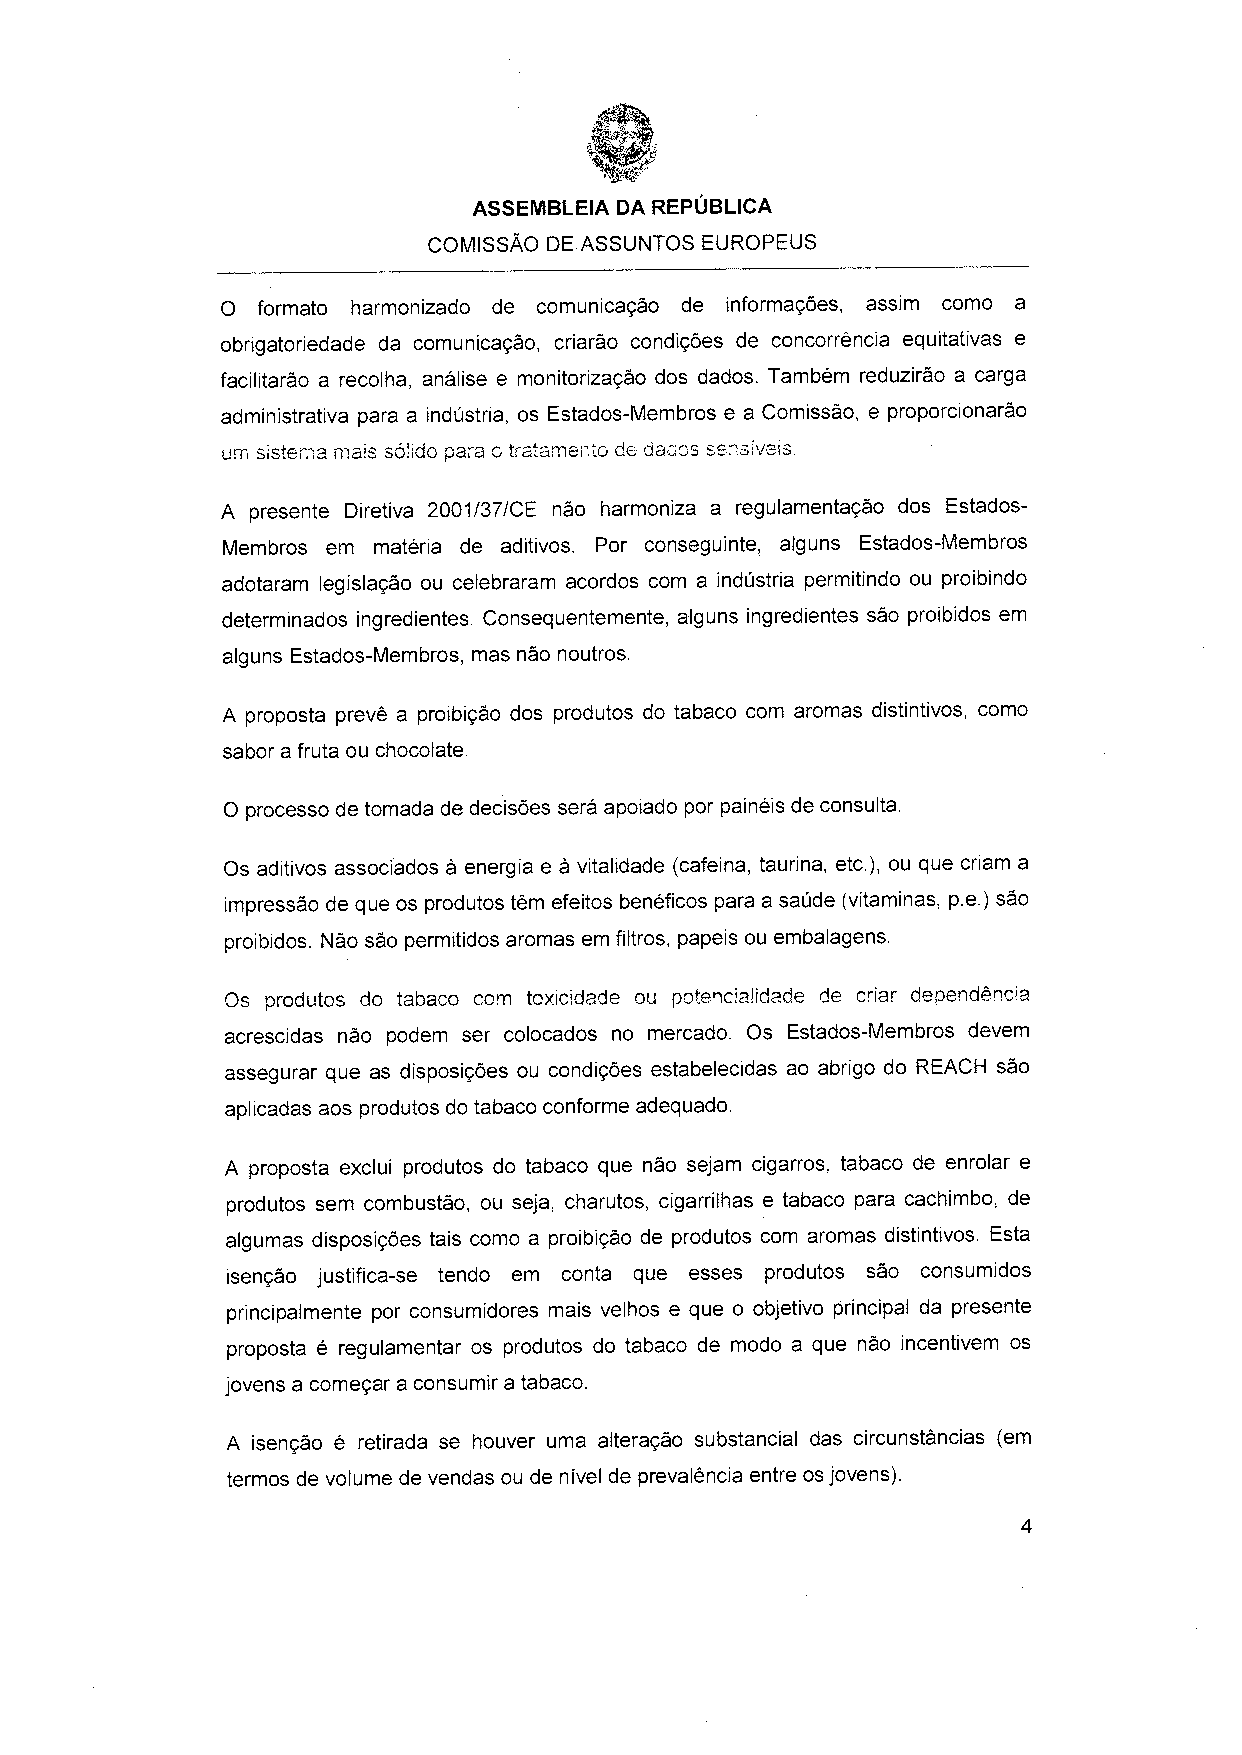 ASSEMBLEIA DA REPÚBLICA
COMISSÃO DE ASSUNTOS EUROPEUS
O formato harmonizado de comunicação de informações, assim como a
obrigatoriedade da comunicação, criarão condições de concorrência equitativas e
facilitarão a recolha, análise e monitorização dos dados. Também reduzirão a carga
administrativa para a indústria, os Estados-Membros e a Comissão, e proporcionarão
um sistema mais sólido para o tratamento de dados sensíveis.
A presente Diretiva 2001/37/CE não harmoniza a regulamentação dos Estados-
Membros em matéria de aditivos. Por conseguinte, alguns Estados-Membros
adotaram legislação ou celebraram acordos com a indústria permitindo ou proibindo
determinados ingredientes. Consequentemente, alguns ingredientes são proibidos em
alguns Estados-Membros, mas não noutros.
A proposta prevê a proibição dos produtos do tabaco com aromas distintivos, como
sabor a fruta ou chocolate.
O processo de tomada de decisões será apoiado por painéis de consulta.
Os aditivos associados à energia e à vitalidade (cafeina, taurina, etc.), ou que criam a
impressão de que os produtos têm efeitos benéficos para a saúde (vitaminas, p.e.) são
proibidos. Não são permitidos aromas em filtros, papeis ou embalagens.
Os produtos do tabaco com toxicidade ou potencialidade de criar dependência
acrescidas não podem ser colocados no mercado. Os Estados-Membros devem
assegurar que as disposições ou condições estabelecidas ao abrigo do REACH são
aplicadas aos produtos do tabaco conforme adequado.
A proposta exclui produtos do tabaco que não sejam cigarros, tabaco de enrolar e
produtos sem combustão, ou seja, charutos, cigarrilhas e tabaco para cachimbo, de
algumas disposições tais como a proibição de produtos com aromas distintivos. Esta
isenção justifica-se tendo em conta que esses produtos são consumidos
principalmente por consumidores mais velhos e que o objetivo principal da presente
proposta é regulamentar os produtos do tabaco de modo a que não incentivem os
jovens a começar a consumir a tabaco.
A isenção é retirada se houver uma alteração substancial das circunstâncias (em
termos de volume de vendas ou de nível de prevalência entre os jovens).
4